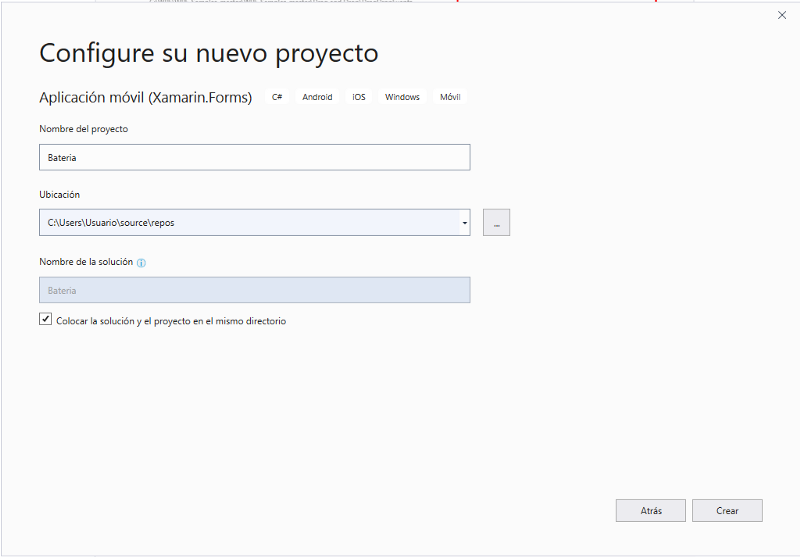 Configure su nuevo proyecto
Aplicación móvil (Xamarin.Forms) C# Android iOS Windows Móvil
Nombre del proyecto
Bateria
Ubicación
C:\Users\Usuario\source\repos
...
Nombre de la solución
Bateria
Colocar la solución y el proyecto en el mismo directorio
Atrás Crear